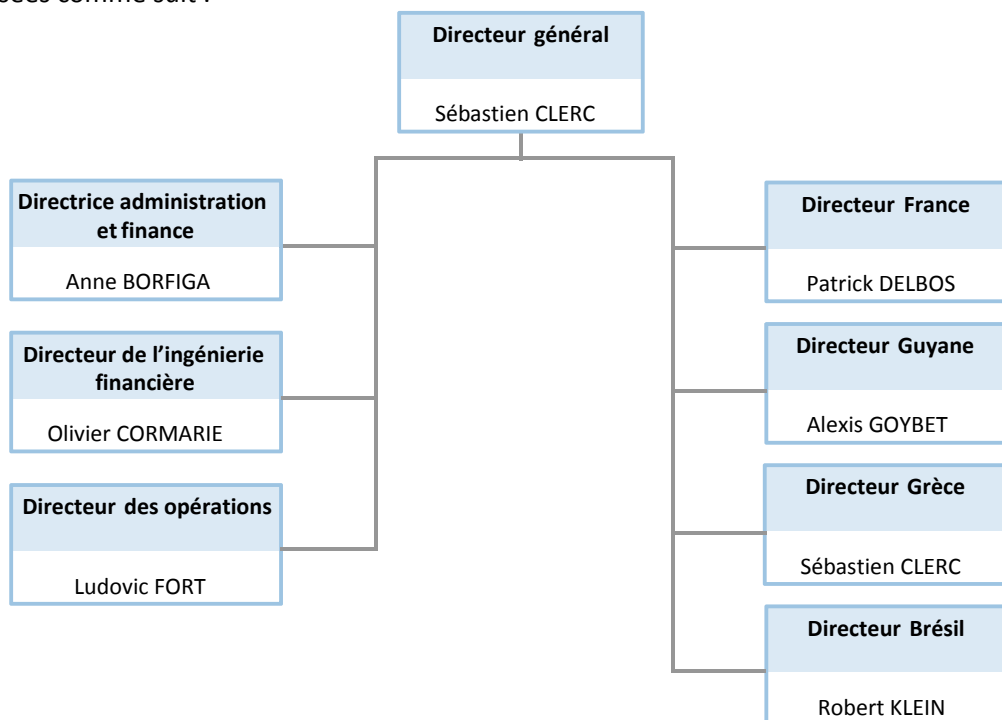 Directeur général
Sébastien CLERC
Directrice administration
et finance
Anne BORFIGA
Directeur de l’ingénierie
financière
Olivier CORMARIE
Directeur des opérations
Ludovic FORT
Directeur France
Patrick DELBOS
Directeur Guyane
Alexis GOYBET
Directeur Grèce
Sébastien CLERC
Directeur Brésil
Robert KLEIN